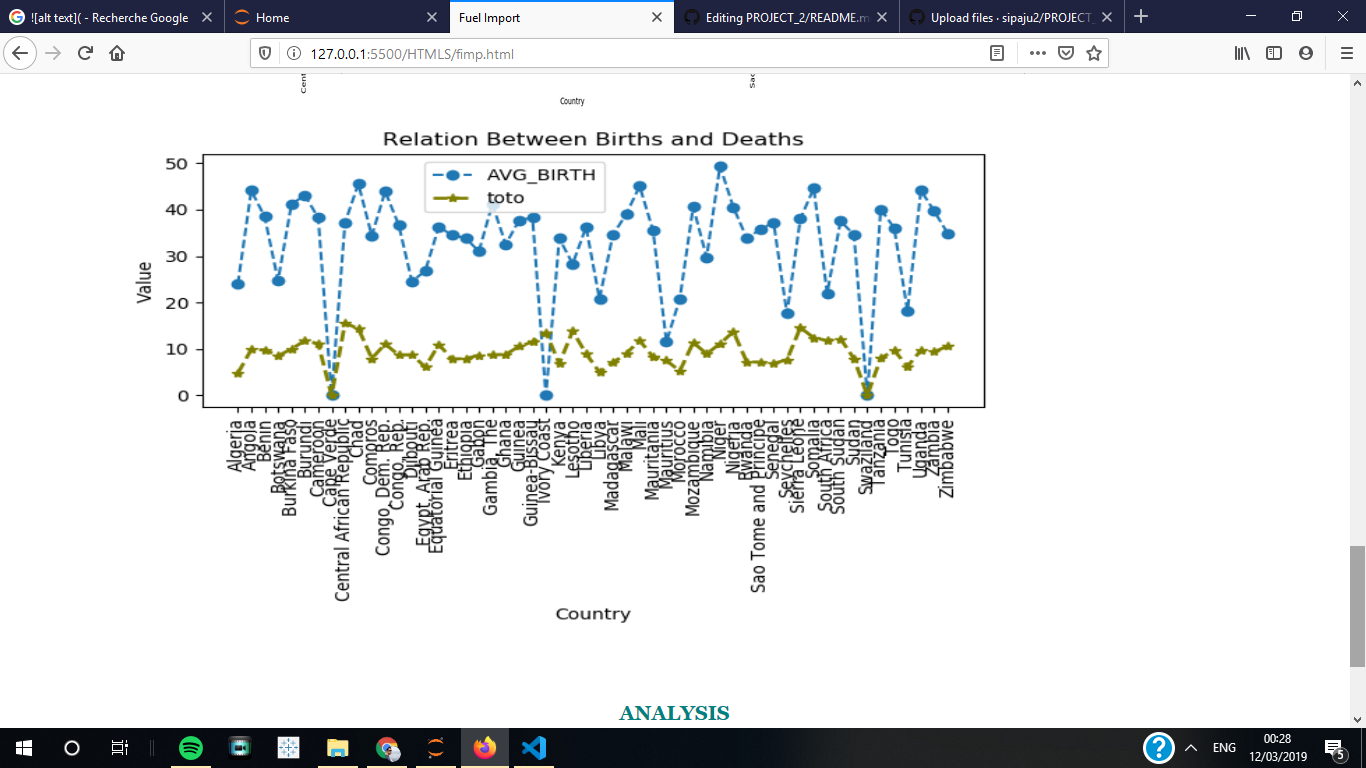 ![alt text]( - Recherche Google
Home
Fuel Import
Editing PROJECT_2/README.m
Upload files · sipaju2/PROJECT_
127.0.0.1:5500/HTMLS/fimp.html
Cent
Sao
Country
Relation Between Births and Deaths
AVG_BIRTH
toto
Value
50
40
30
20
10
0
Algeria
Angola
Benin
Botswana
Burkina Faso
Burundi
Cameroon
Cape Verde
Central African Republic
Chad
Comoros
Congo, Dem. Rep.
Congo, Rep.
Djibouti
Egypt, Arab Rep.
Equatorial Guinea
Eritrea
Ethiopia
Gabon
Gambia, The
Ghana
Guinea
Guinea-Bissau
Ivory Coast
Kenya
Lesotho
Liberia
Libya
Madagascar
Malawi
Mali
Mauritania
Mauritius
Morocco
Mozambique
Namibia
Niger
Nigeria
Rwanda
Sao Tome and Principe
Senegal
Seychelles
Sierra Leone
Somalia
South Africa
South Sudan
Sudan
Swaziland
Tanzania
Togo
Tunisia
Uganda
Zambia
Zimbabwe
Country
ANALYSIS
ENG
00:28
12/03/2019
5